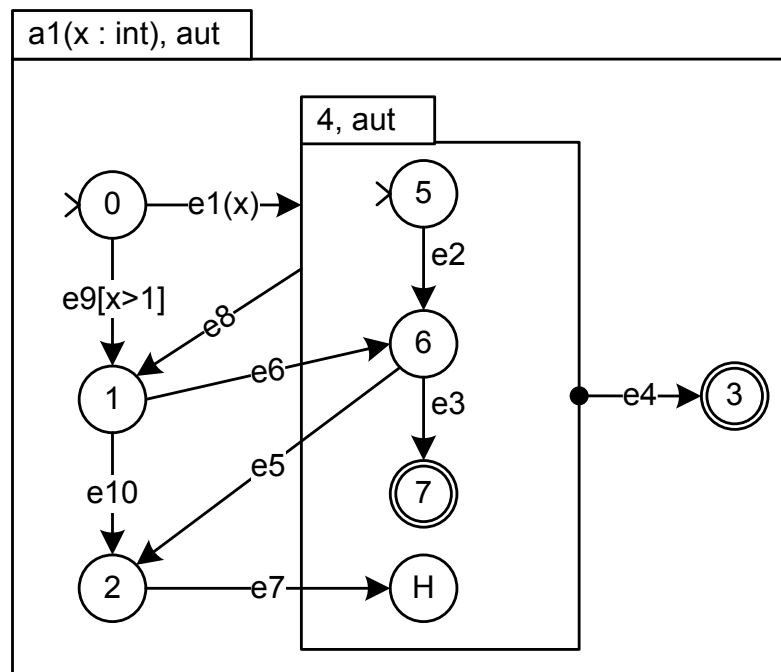 a1(x : int), aut
4, aut
0
e1(x)
5
e2
e9[x>1]
e8
6
e6
1
e3
e4
3
e5
e10
7
2
e7
H